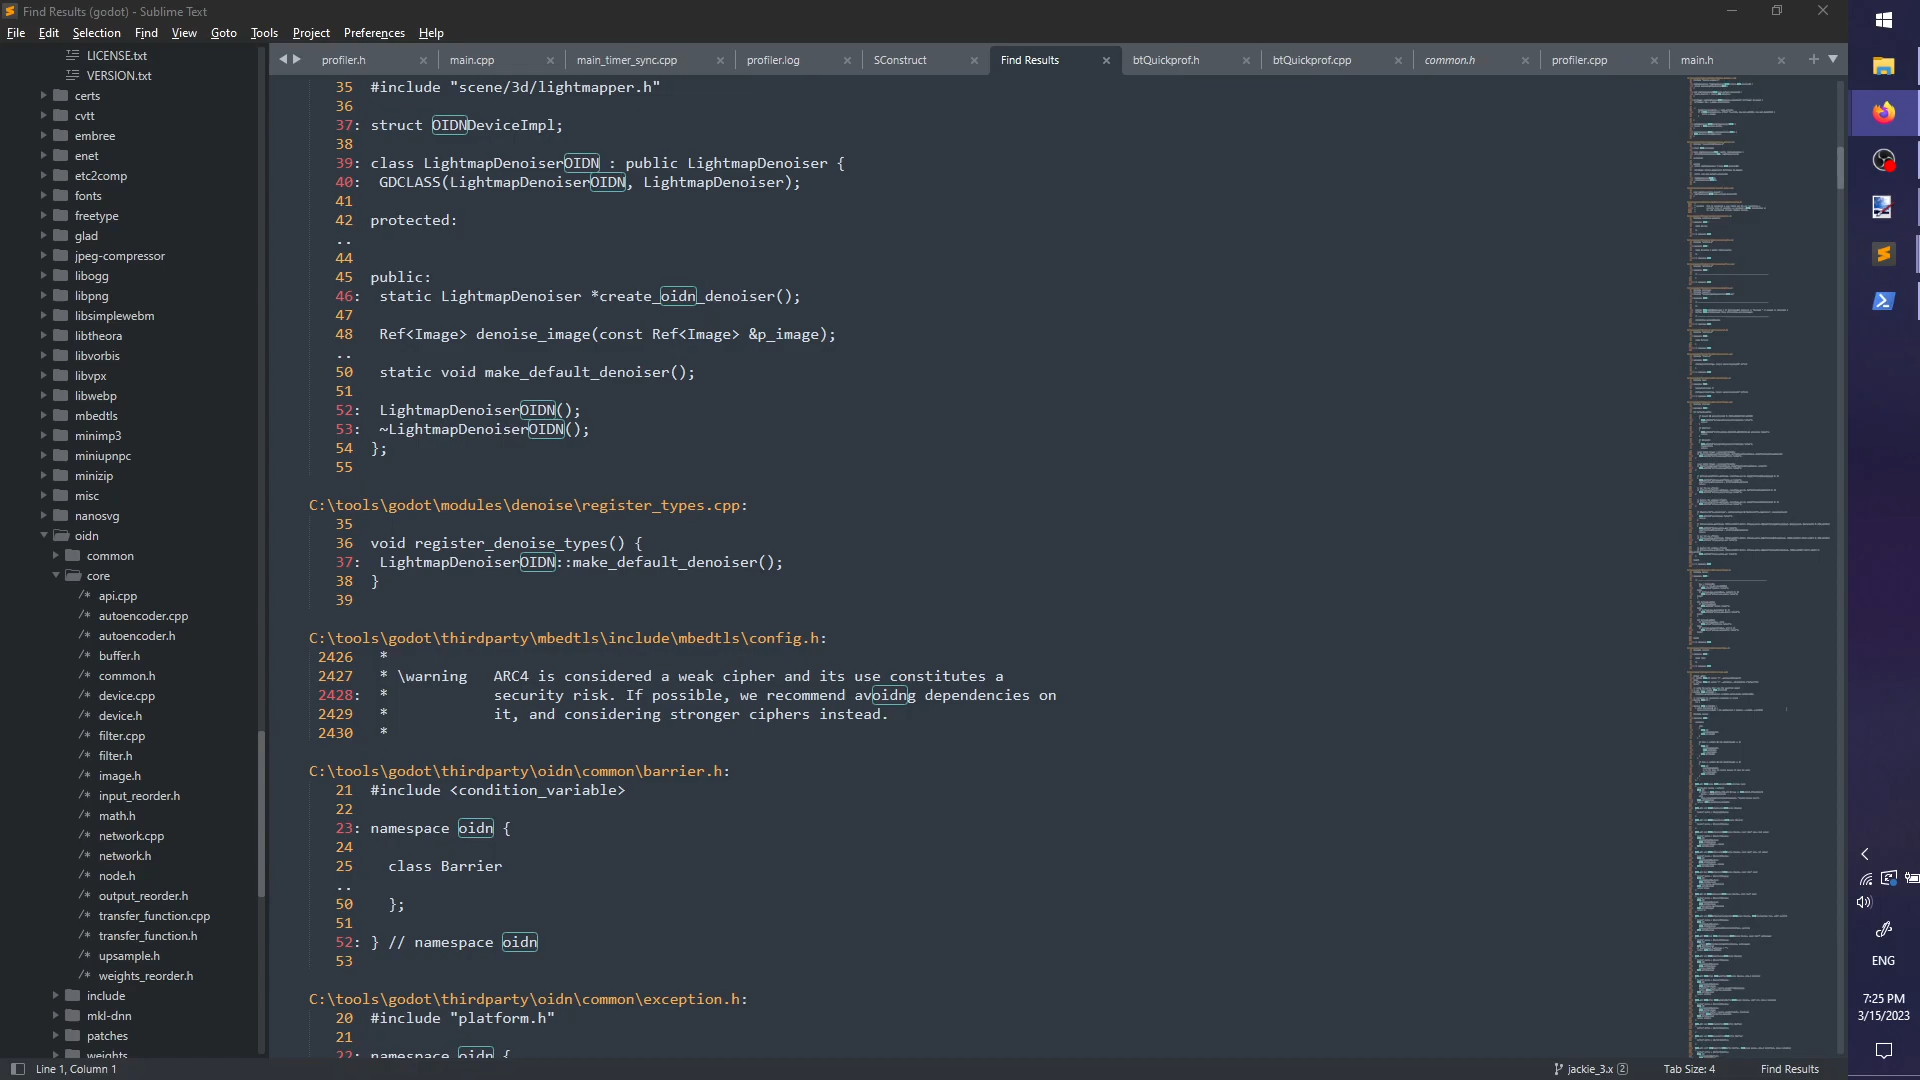 Find Results (godot) - Sublime Text
File Edit Selection Find View Goto Tools Project Preferences Help
profiler.h main.cpp main_timer_sync.cpp profiler.log SConstruct Find Results btQuickprof.h btQuickprof.cpp common.h profiler.cpp main.h
LICENSE.txt
VERSION.txt
certs
cvtt
embree
enet
etc2comp
fonts
freetype
glad
jpeg-compressor
libogg
libpng
libsimplewebm
libtheora
libvorbis
libvpx
libwebp
mbedtls
minimp3
miniupnpc
minizip
misc
nanosvg
oidn
common
core
api.cpp
autoencoder.cpp
autoencoder.h
buffer.h
common.h
device.cpp
device.h
filter.cpp
filter.h
image.h
input_reorder.h
math.h
network.cpp
network.h
node.h
output_reorder.h
transfer_function.cpp
transfer_function.h
upsample.h
weights_reorder.h
include
mkl-dnn
patches
weights
35 #include "scene/3d/lightmapper.h"
36
37: struct OIDNDeviceImpl;
38
39: class LightmapDenoiserOIDN : public LightmapDenoiser {
40: GDCLASS(LightmapDenoiserOIDN, LightmapDenoiser);
41
42 protected:
..
44
45 public:
46: static LightmapDenoiser *create_oidn_denoiser();
47
48 Ref<Image> denoise_image(const Ref<Image> &p_image);
..
50 static void make_default_denoiser();
51
52: LightmapDenoiserOIDN();
53: ~LightmapDenoiserOIDN();
54 };
55
C:\tools\godot\modules\denoise\register_types.cpp:
35
36 void register_denoise_types() {
37: LightmapDenoiserOIDN::make_default_denoiser();
38 }
39
C:\tools\godot\thirdparty\mbedtls\include\mbedtls\config.h:
2426 *
2427 * \warning ARC4 is considered a weak cipher and its use constitutes a
2428: * security risk. If possible, we recommend avoidng dependencies on
2429 * it, and considering stronger ciphers instead.
2430 *
C:\tools\godot\thirdparty\oidn\common\barrier.h:
21 #include <condition_variable>
22
23: namespace oidn {
24
25 class Barrier
..
50 };
51
52: } // namespace oidn
53
C:\tools\godot\thirdparty\oidn\common\exception.h:
20 #include "platform.h"
21
22: namespace oidn {
Line 1, Column 1
jackie_3.x 2
Tab Size: 4
Find Results
ENG
7:25 PM
3/15/2023